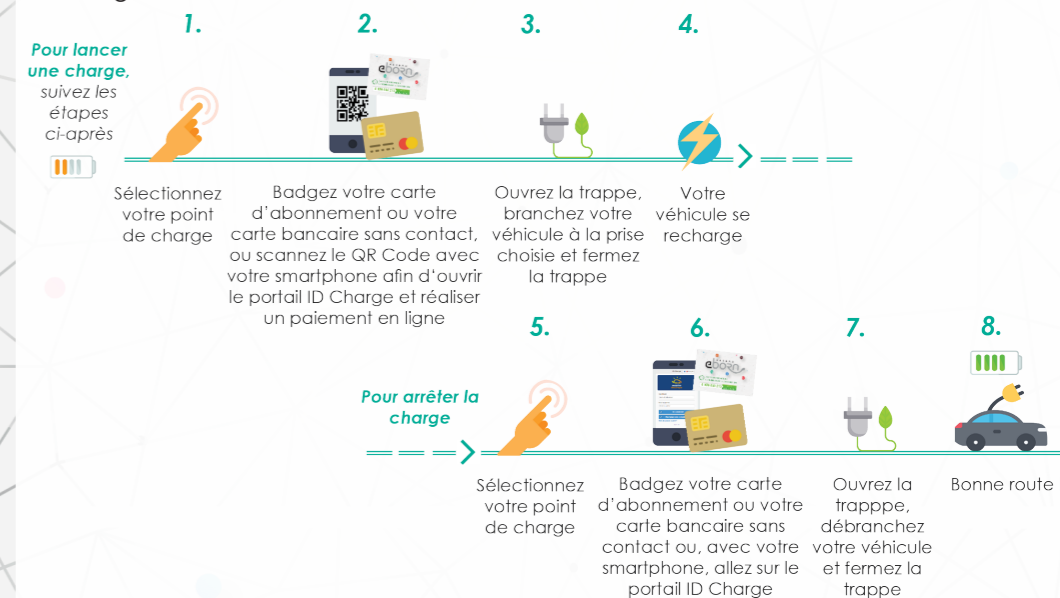 1.
2.
3.
4.
Pour lancer
une charge,
suivez les
étapes
ci-après
eborn
Sélectionnez
votre point
de charge
Badgez votre carte
d'abonnement ou votre
carte bancaire sans contact,
ou scannez le QR Code avec
votre smartphone afin d'ouvrir
le portail ID Charge et réaliser
un paiement en ligne
Ouvrez la trappe,
branchez votre
véhicule à la prise
choisie et fermez
la trappe
Votre
véhicule se
recharge
5.
6.
7.
8.
Pour arrêter la
charge
eborn
Sélectionnez
votre point
de charge
Badgez votre carte
d'abonnement ou votre
carte bancaire sans
contact ou, avec votre
smartphone, allez sur le
portail ID Charge
Ouvrez la
trapppe,
débranchez
votre véhicule
et fermez la
trappe
Bonne route